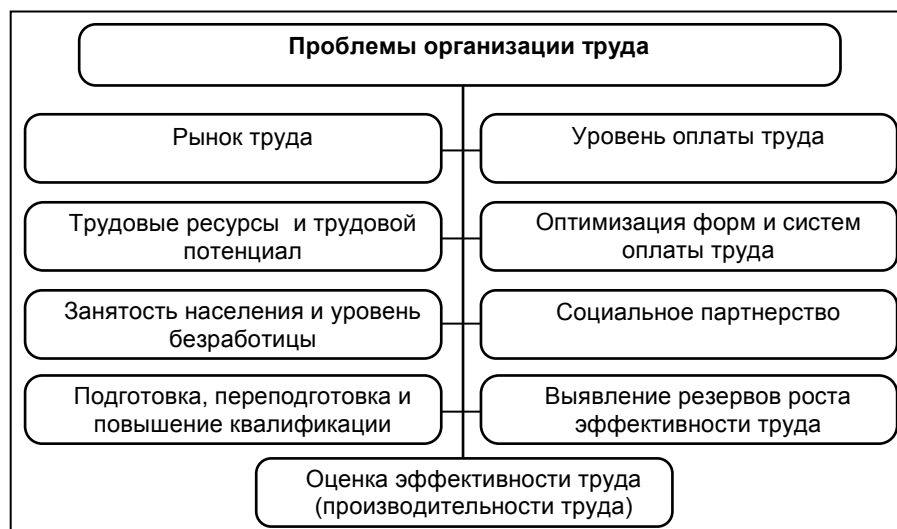 Проблемы организации труда
Рынок труда
Уровень оплаты труда
Трудовые ресурсы и трудовой
потенциал
Оптимизация форм и систем
оплаты труда
Занятость населения и уровень
безработицы
Социальное партнерство
Подготовка, переподготовка и
повышение квалификации
Выявление резервов роста
эффективности труда
Оценка эффективности труда
(производительности труда)